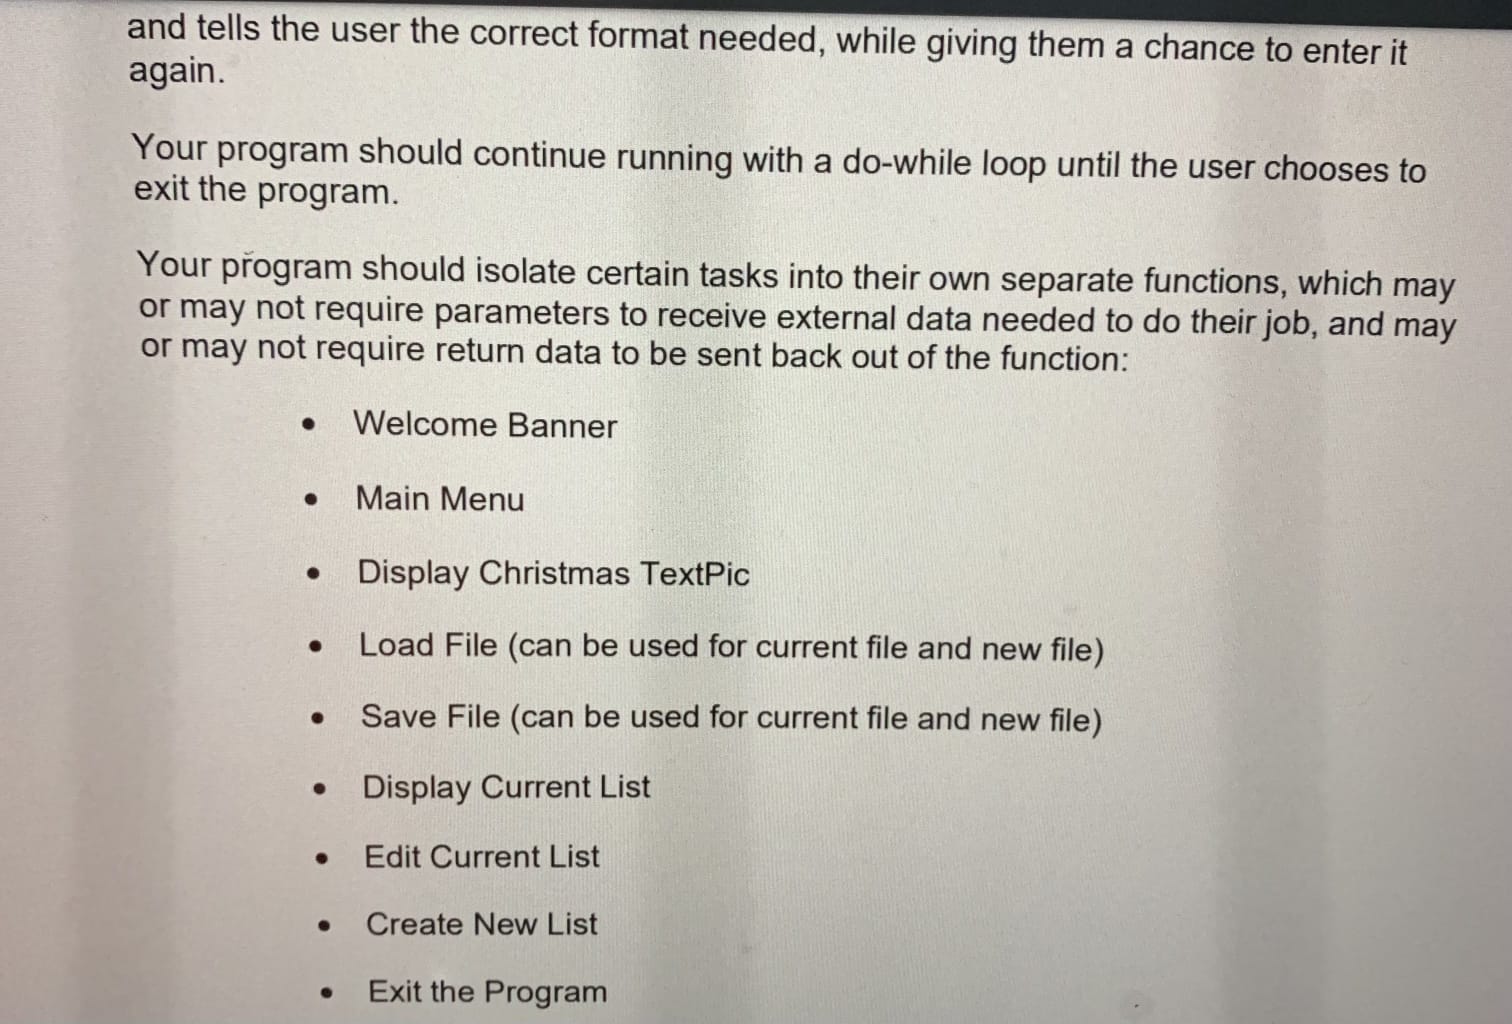 and tells the user the correct format needed, while giving them a chance to enter it
again.
Your program should continue running with a do-while loop until the user chooses to
exit the program.
Your program should isolate certain tasks into their own separate functions, which may
or may not require parameters to receive external data needed to do their job, and may
or may not require return data to be sent back out of the function:
• Welcome Banner
• Main Menu
• Display Christmas TextPic
• Load File (can be used for current file and new file)
• Save File (can be used for current file and new file)
• Display Current List
• Edit Current List
• Create New List
• Exit the Program